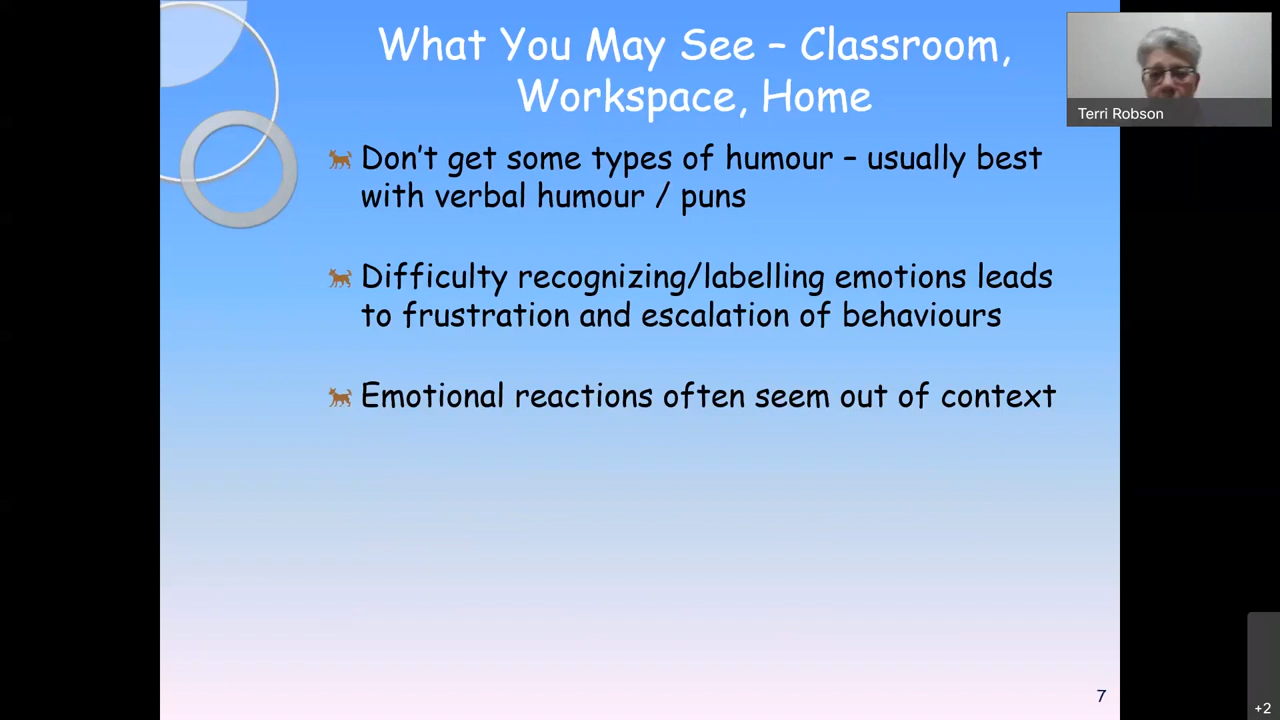 What You May See – Classroom,
Workspace, Home
Terri Robson
Don’t get some types of humour – usually best
with verbal humour / puns
Difficulty recognizing/labelling emotions leads
to frustration and escalation of behaviours
Emotional reactions often seem out of context
7
+2